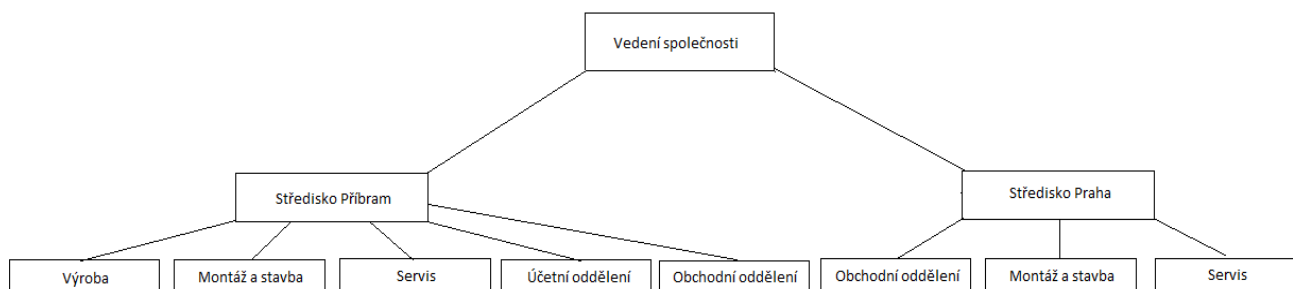 Vedení společnosti
Středisko Příbram
Středisko Praha
Výroba
Montáž a stavba
Servis
Účetní oddělení
Obchodní oddělení
Obchodní oddělení
Montáž a stavba
Servis